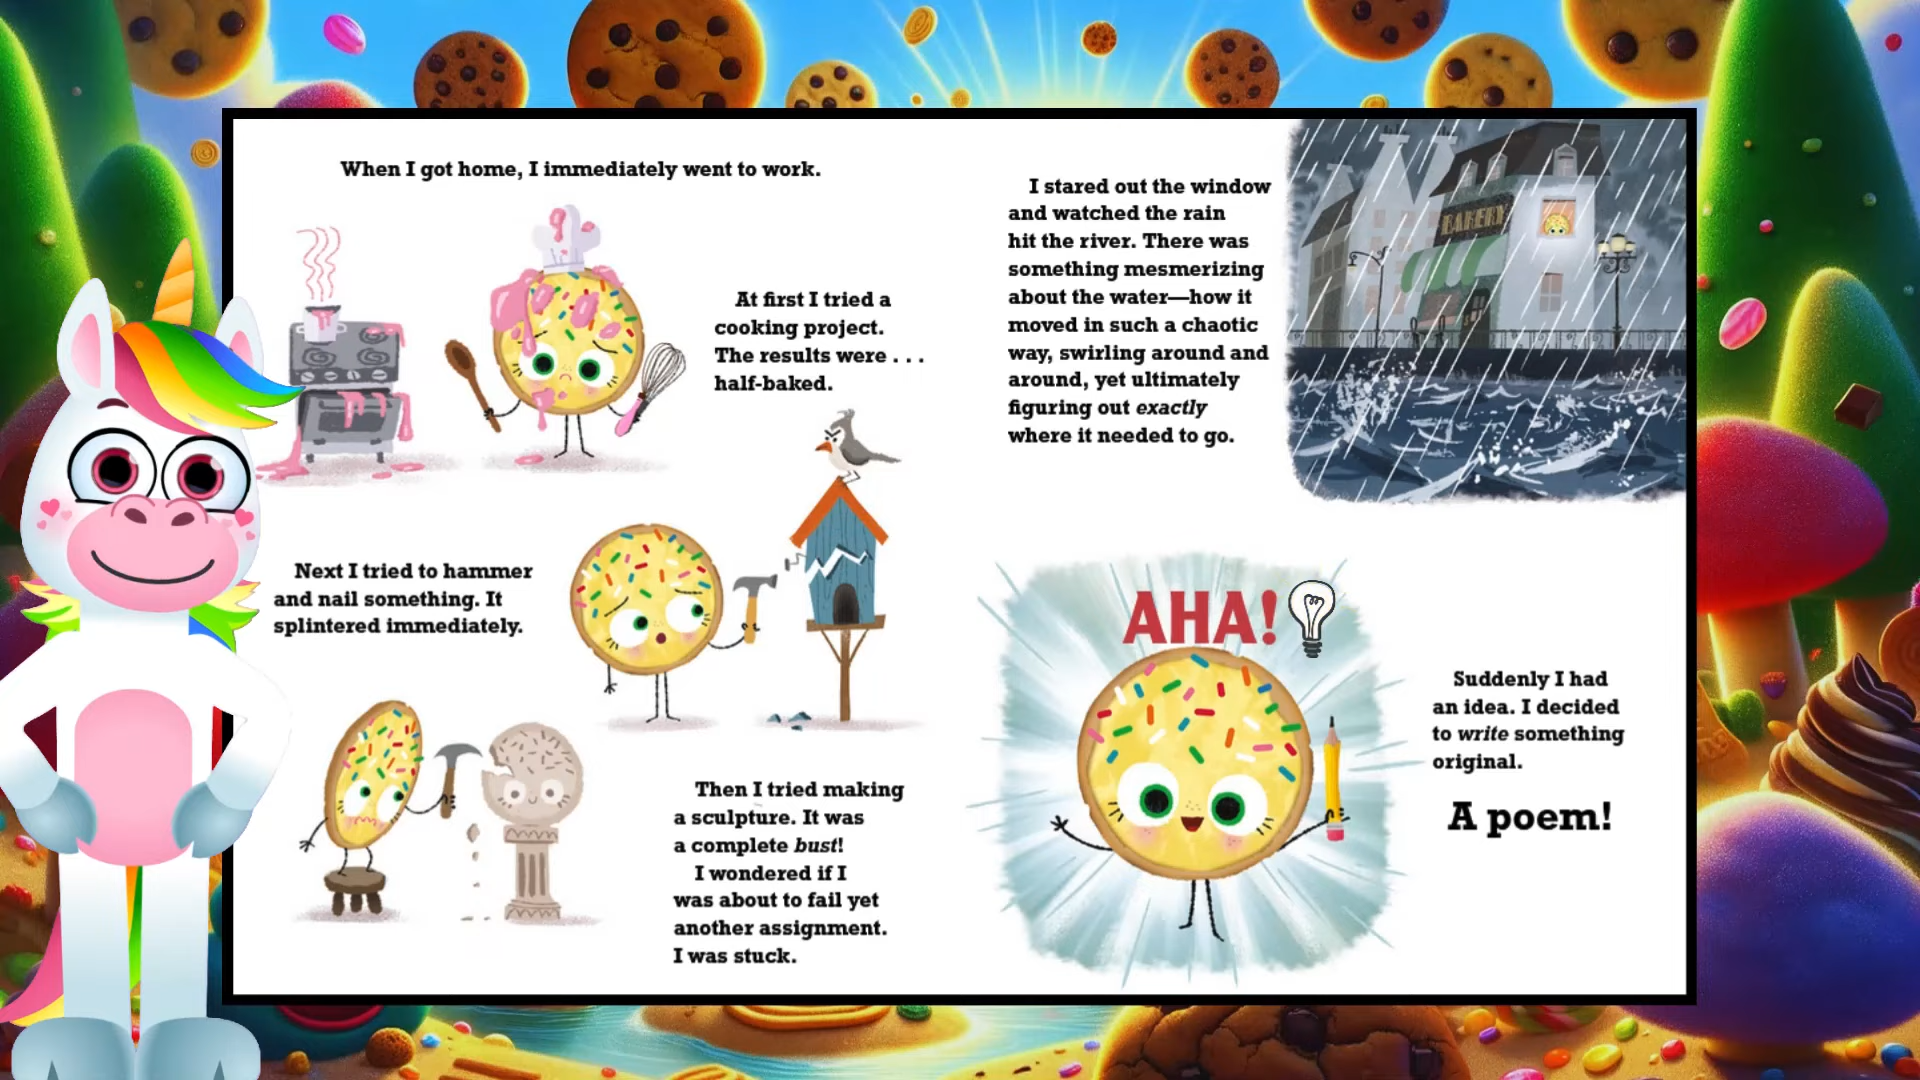 When I got home, I immediately went to work.
At first I tried a
cooking project.
The results were . . .
half-baked.
Next I tried to hammer
and nail something. It
splintered immediately.
Then I tried making
a sculpture. It was
a complete bust!
I wondered if I
was about to fail yet
another assignment.
I was stuck.
I stared out the window
and watched the rain
hit the river. There was
something mesmerizing
about the water—how it
moved in such a chaotic
way, swirling around and
around, yet ultimately
figuring out exactly
where it needed to go.
BAKERY
AHA!
Suddenly I had
an idea. I decided
to write something
original.
A poem!